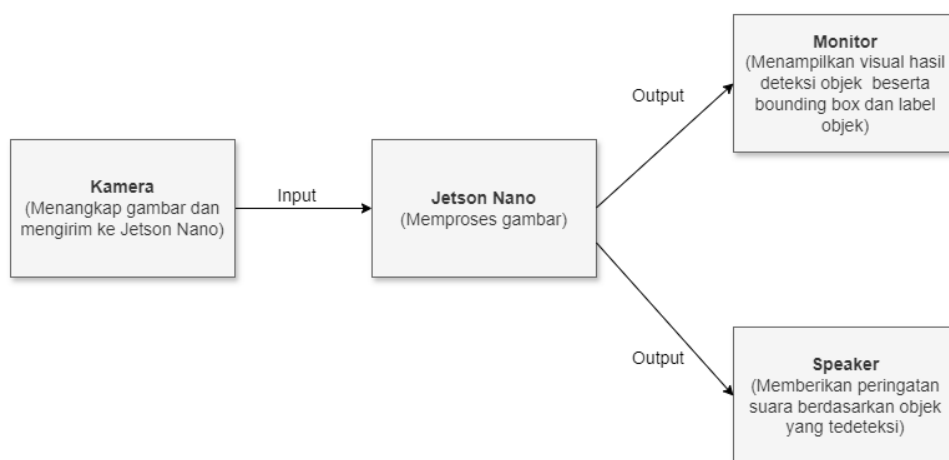 Kamera
(Menangkap gambar dan
mengirim ke Jetson Nano)
Input
Jetson Nano
(Memproses gambar)
Output
Monitor
(Menampilkan visual hasil
deteksi objek beserta
bounding box dan label
objek)
Output
Speaker
(Memberikan peringatan
suara berdasarkan objek
yang tedeteksi)